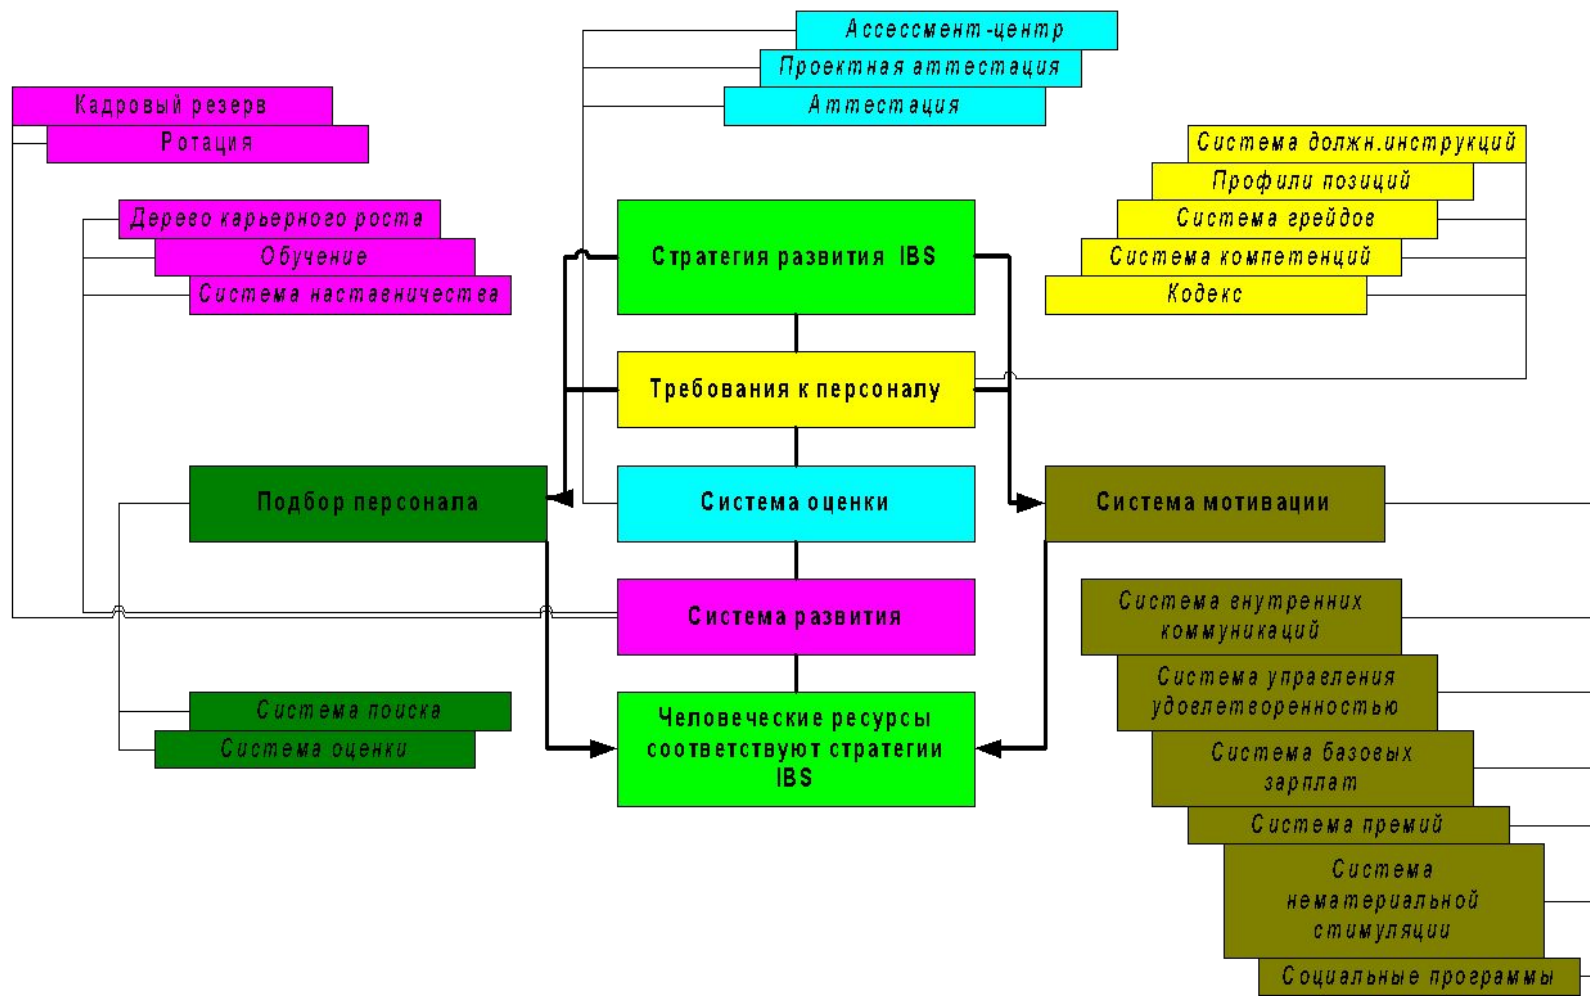 Ассессмент-центр
Проектная аттестация
Аттестация
Кадровый резерв
Ротация
Система должн.инструкций
Профили позиций
Система грейдов
Система компетенций
Кодекс
Дерево карьерного роста
Обучение
Система наставничества
Стратегия развития IBS
Требования к персоналу
Подбор персонала
Система оценки
Система мотивации
Система развития
Система внутренних
коммуникаций
Система управления
удовлетворенностью
Система базовых
зарплат
Система премий
Система
нематериальной
стимуляции
Социальные программы
Система поиска
Система оценки
Человеческие ресурсы
соответствуют стратегии
IBS